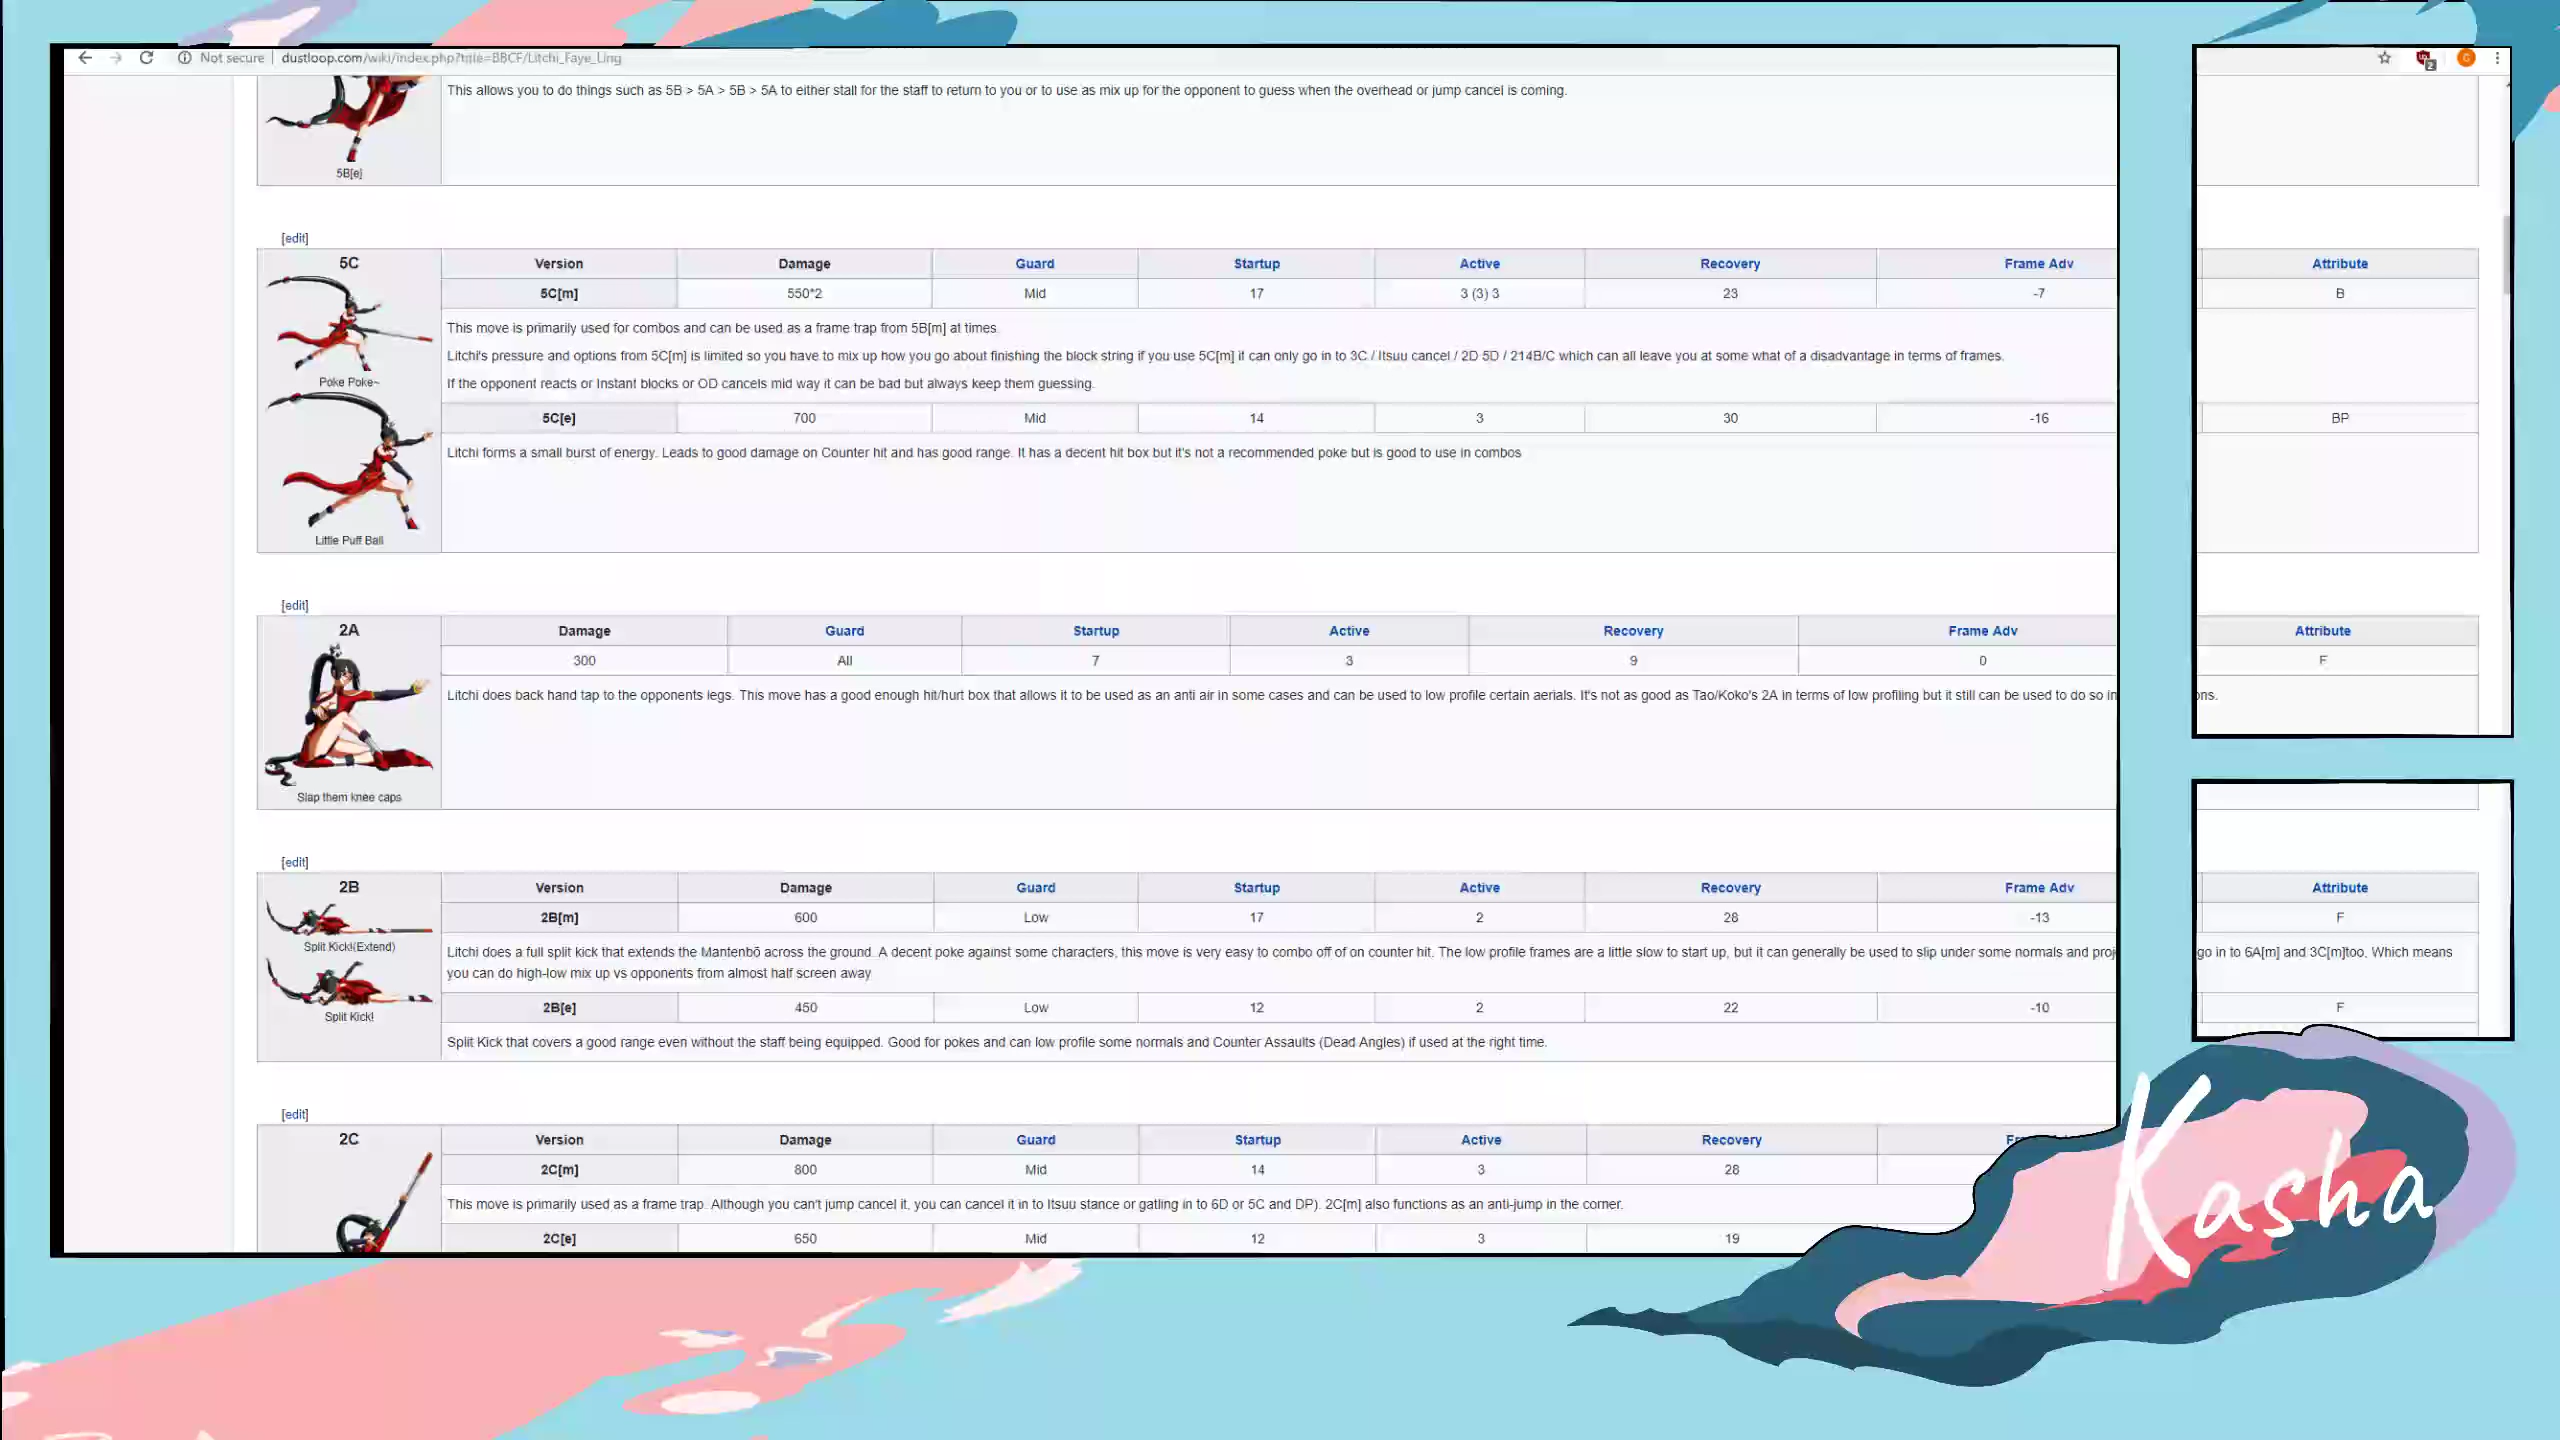 Not secure dustloop.com/wiki/index.php?title=BBCF/Litchi_Faye_Ling
This allows you to do things such as 5B > 5A > 5B > 5A to either stall for the staff to return to you or to use as mix up for the opponent to guess when the overhead or jump cancel is coming.
5B[e]
[edit]
5C Version Damage Guard Startup Active Recovery Frame Adv Attribute
5C[m] 550*2 Mid 17 3 (3) 3 23 -7 B
This move is primarily used for combos and can be used as a frame trap from 5B[m] at times.
Litchi's pressure and options from 5C[m] is limited so you have to mix up how you go about finishing the block string if you use 5C[m] it can only go in to 3C / Itsuu cancel / 2D 5D / 214B/C which can all leave you at some what of a disadvantage in terms of frames.
Poke Poke~
If the opponent reacts or Instant blocks or OD cancels mid way it can be bad but always keep them guessing.
5C[e] 700 Mid 14 3 30 -16 BP
Litchi forms a small burst of energy. Leads to good damage on Counter hit and has good range. It has a decent hit box but it's not a recommended poke but is good to use in combos
Little Puff Ball
[edit]
2A Damage Guard Startup Active Recovery Frame Adv Attribute
300 All 7 3 9 0 F
Litchi does back hand tap to the opponents legs. This move has a good enough hit/hurt box that allows it to be used as an anti air in some cases and can be used to low profile certain aerials. It's not as good as Tao/Koko's 2A in terms of low profiling but it still can be used to do so in ons.
Slap them knee caps
[edit]
2B Version Damage Guard Startup Active Recovery Frame Adv Attribute
2B[m] 600 Low 17 2 28 -13 F
Split Kick!(Extend)
Litchi does a full split kick that extends the Mantenbō across the ground. A decent poke against some characters, this move is very easy to combo off of on counter hit. The low profile frames are a little slow to start up, but it can generally be used to slip under some normals and proj go in to 6A[m] and 3C[m]too. Which means
you can do high-low mix up vs opponents from almost half screen away
2B[e] 450 Low 12 2 22 -10 F
Split Kick!
Split Kick that covers a good range even without the staff being equipped. Good for pokes and can low profile some normals and Counter Assaults (Dead Angles) if used at the right time.
[edit]
2C Version Damage Guard Startup Active Recovery
2C[m] 800 Mid 14 3 28
This move is primarily used as a frame trap. Although you can't jump cancel it, you can cancel it in to Itsuu stance or gatling in to 6D or 5C and DP). 2C[m] also functions as an anti-jump in the corner.
2C[e] 650 Mid 12 3 19
Kasha